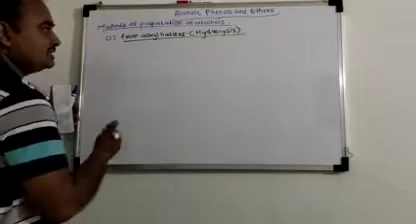 Alcohols, Phenols and Ethers
Methods of preparation of alcohols
(1) From alkyl halides (Hydrolysis)